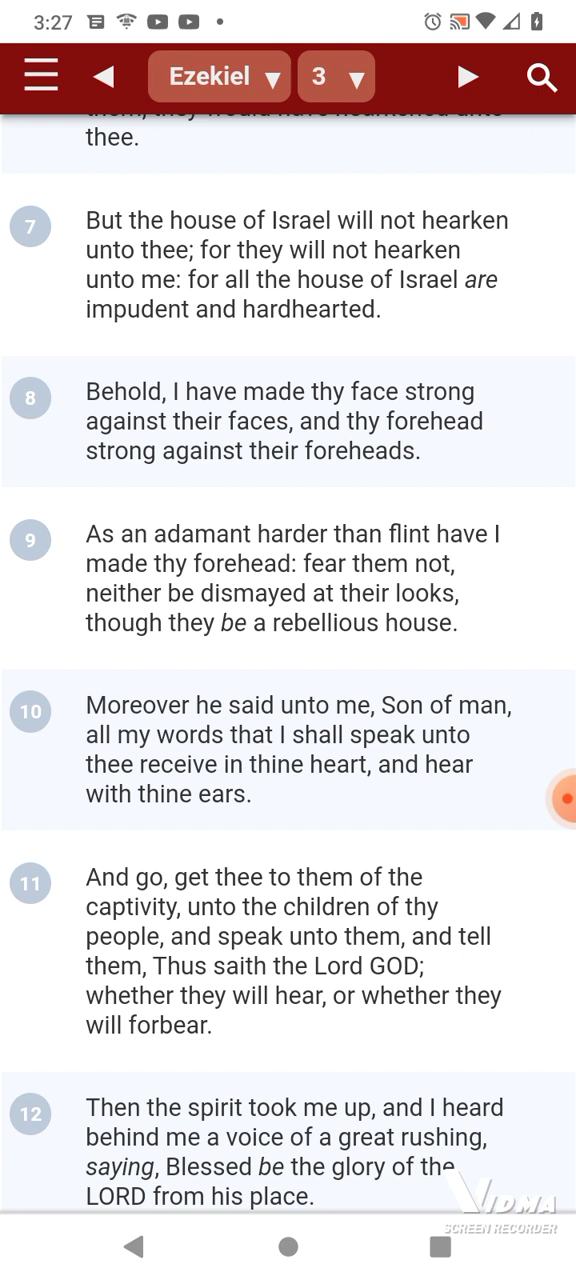 3:27
Ezekiel
3
thee.
7
But the house of Israel will not hearken
unto thee; for they will not hearken
unto me: for all the house of Israel are
impudent and hardhearted.
8
Behold, I have made thy face strong
against their faces, and thy forehead
strong against their foreheads.
9
As an adamant harder than flint have I
made thy forehead: fear them not,
neither be dismayed at their looks,
though they be a rebellious house.
10
Moreover he said unto me, Son of man,
all my words that I shall speak unto
thee receive in thine heart, and hear
with thine ears.
11
And go, get thee to them of the
captivity, unto the children of thy
people, and speak unto them, and tell
them, Thus saith the Lord GOD;
whether they will hear, or whether they
will forbear.
12
Then the spirit took me up, and I heard
behind me a voice of a great rushing,
saying, Blessed be the glory of the
LORD from his place.
VIDMA
SCREEN RECORDER